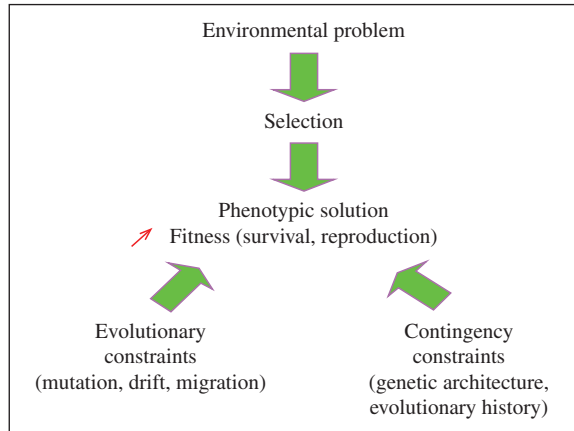 Environmental problem
Selection
Phenotypic solution
Fitness (survival, reproduction)
Evolutionary
constraints
(mutation, drift, migration)
Contingency
constraints
(genetic architecture,
evolutionary history)